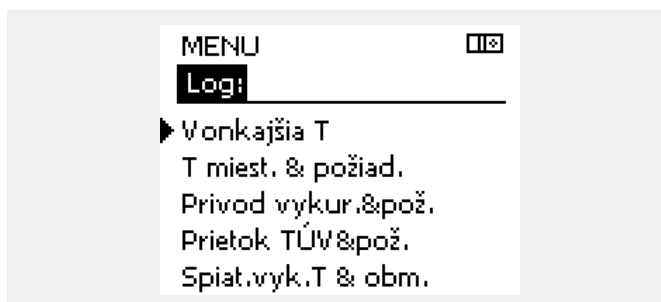 MENU
Log:
Vonkajšia T
T miest. & požiad.
Privod vykur.&pož.
Prietok TÚV&pož.
Spiat.vyk.T & obm.